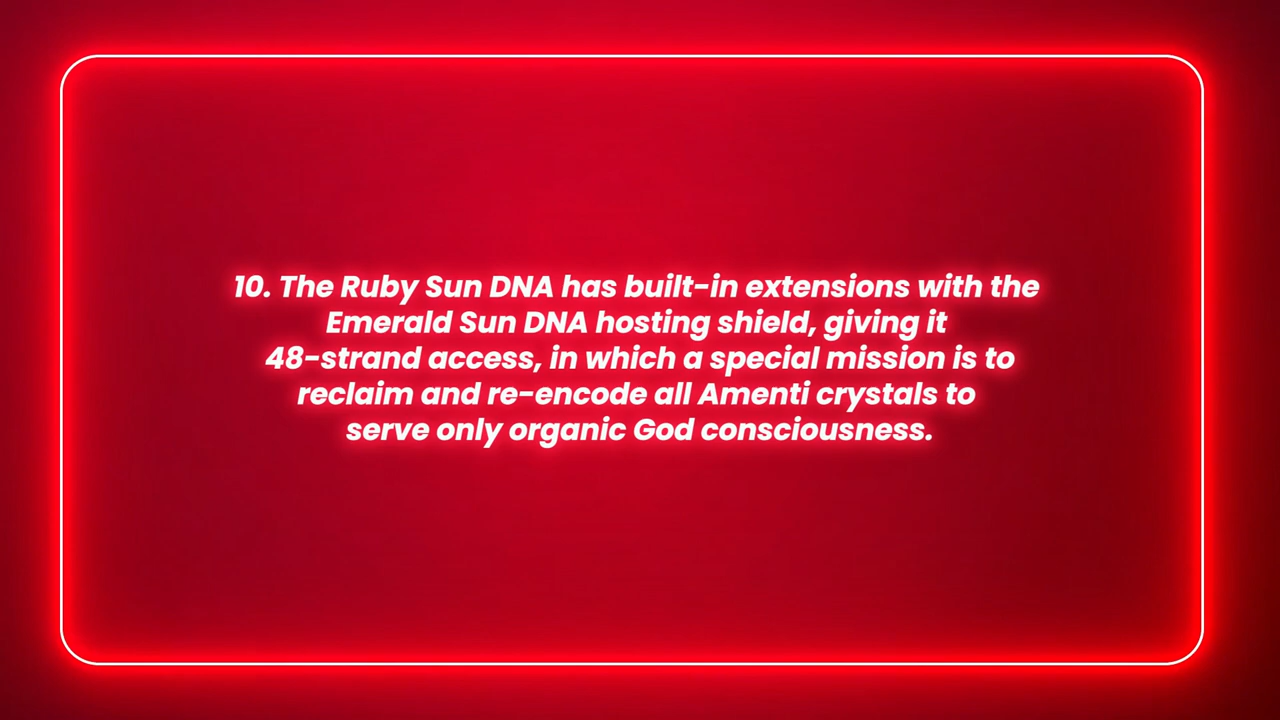 10. The Ruby Sun DNA has built-in extensions with the
Emerald Sun DNA hosting shield, giving it
48-strand access, in which a special mission is to
reclaim and re-encode all Amenti crystals to
serve only organic God consciousness.